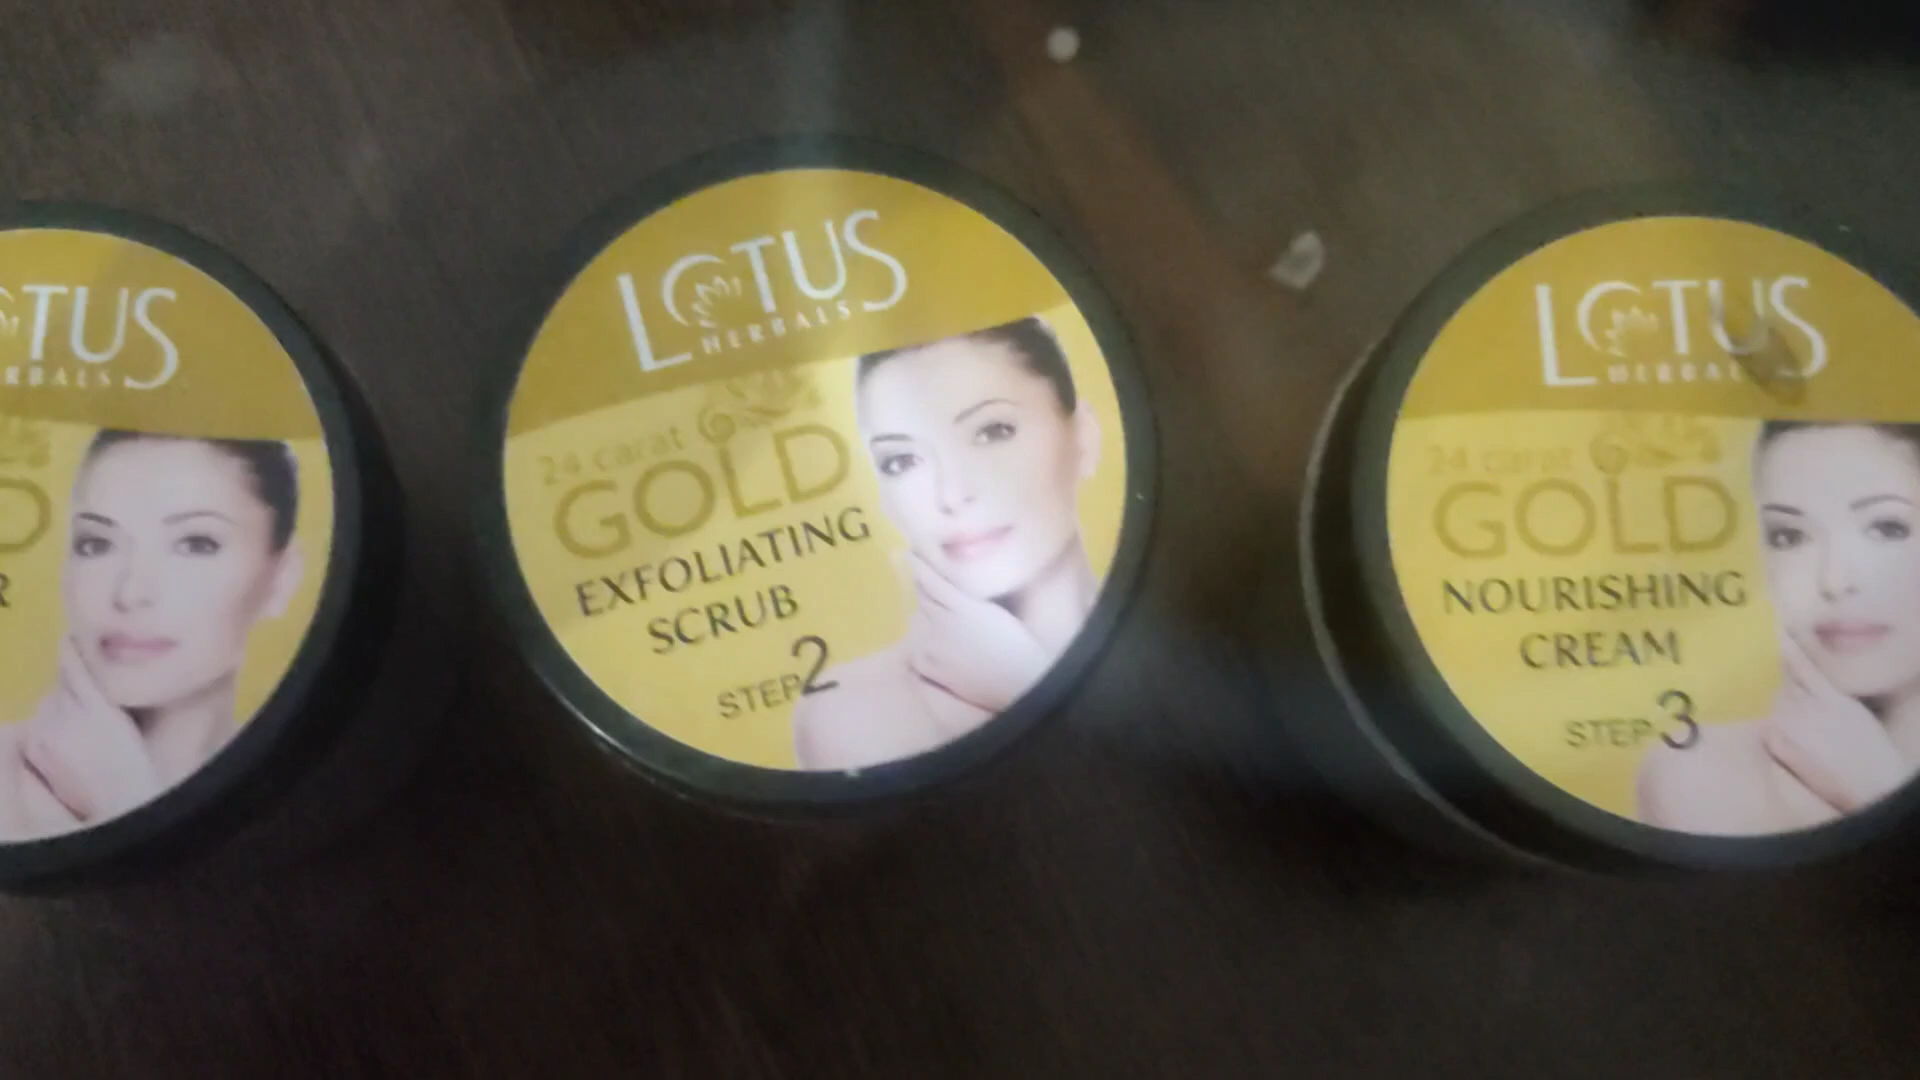 TUS
RBALS
D
R
LOTUS
HERBALS
24 carat
GOLD
EXFOLIATING
SCRUB
STEP 2
LOTUS
HERBALS
24 carat
GOLD
NOURISHING
CREAM
STEP 3